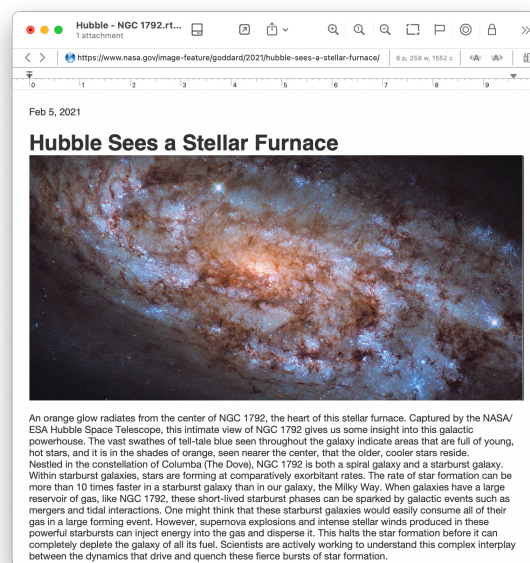 Hubble - NGC 1792.rt...
1 attachment
https://www.nasa.gov/image-feature/goddard/2021/hubble-sees-a-stellar-furnace/ 6 p, 258 w, 1552 c
0 1 2 3 4 5 6 7 8 9
Feb 5, 2021
Hubble Sees a Stellar Furnace
An orange glow radiates from the center of NGC 1792, the heart of this stellar furnace. Captured by the NASA/
ESA Hubble Space Telescope, this intimate view of NGC 1792 gives us some insight into this galactic
powerhouse. The vast swathes of tell-tale blue seen throughout the galaxy indicate areas that are full of young,
hot stars, and it is in the shades of orange, seen nearer the center, that the older, cooler stars reside.
Nestled in the constellation of Columba (The Dove), NGC 1792 is both a spiral galaxy and a starburst galaxy.
Within starburst galaxies, stars are forming at comparatively exorbitant rates. The rate of star formation can be
more than 10 times faster in a starburst galaxy than in our galaxy, the Milky Way. When galaxies have a large
reservoir of gas, like NGC 1792, these short-lived starburst phases can be sparked by galactic events such as
mergers and tidal interactions. One might think that these starburst galaxies would easily consume all of their
gas in a large forming event. However, supernova explosions and intense stellar winds produced in these
powerful starbursts can inject energy into the gas and disperse it. This halts the star formation before it can
completely deplete the galaxy of all its fuel. Scientists are actively working to understand this complex interplay
between the dynamics that drive and quench these fierce bursts of star formation.